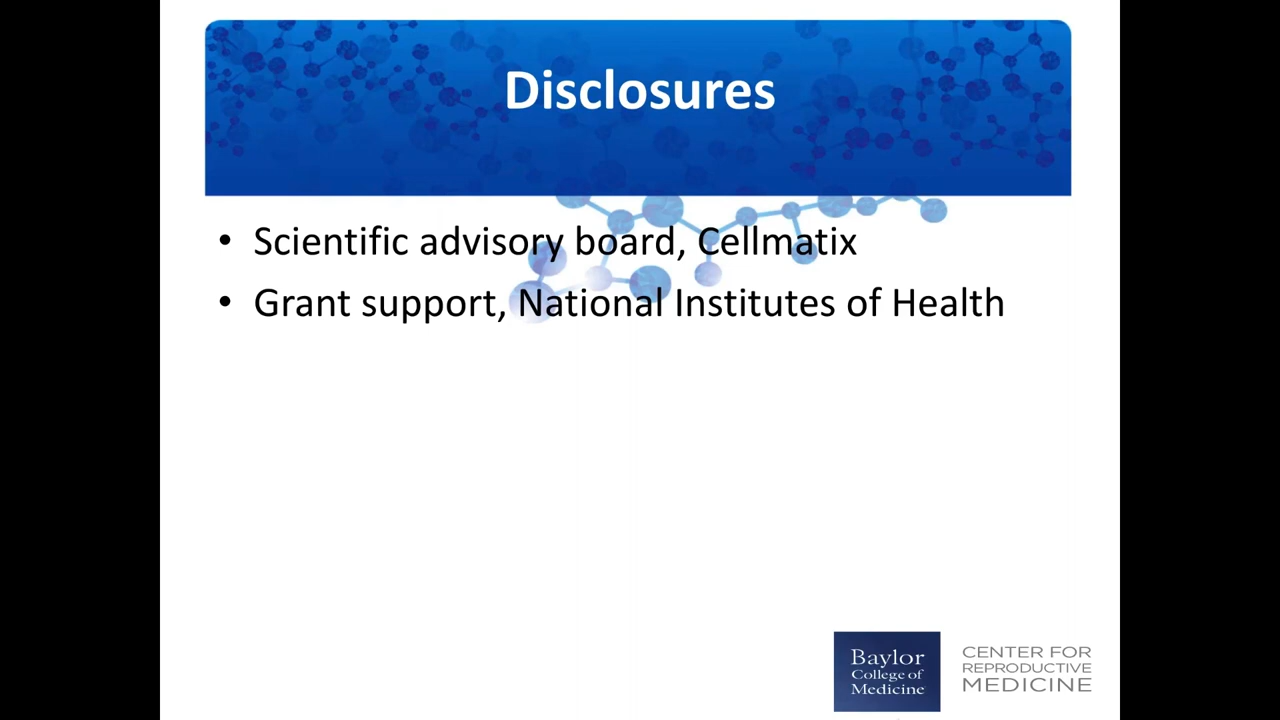 Disclosures
• Scientific advisory board, Cellmatix
• Grant support, National Institutes of Health
Baylor
College of
Medicine
CENTER FOR
REPRODUCTIVE
MEDICINE